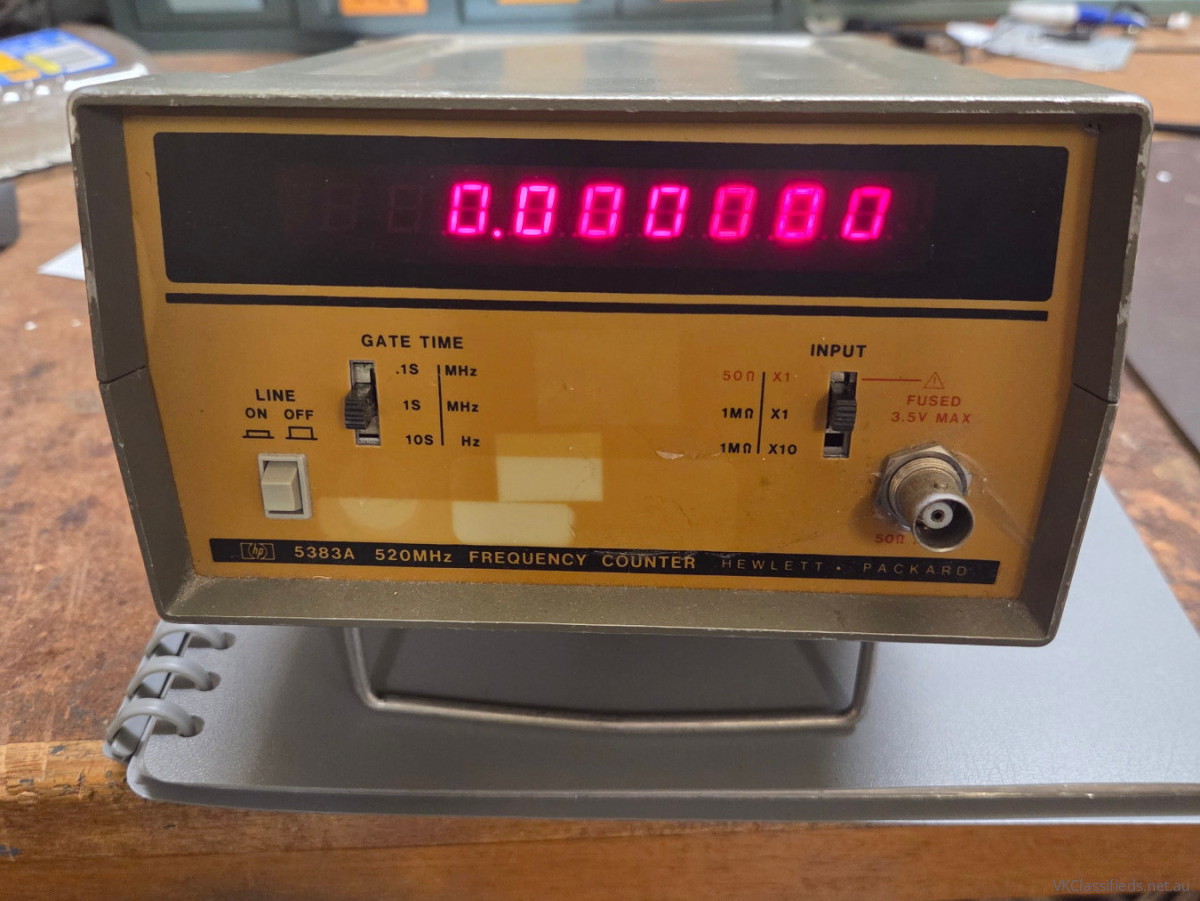 0.000000
GATE TIME
.1S MHz
1S MHz
10S Hz
LINE
ON OFF
INPUT
50Ω X1
1MΩ X1
1MΩ X10
FUSED
3.5V MAX
50Ω
hp 5383A 520MHz FREQUENCY COUNTER HEWLETT • PACKARD
VKClassifieds.net.au